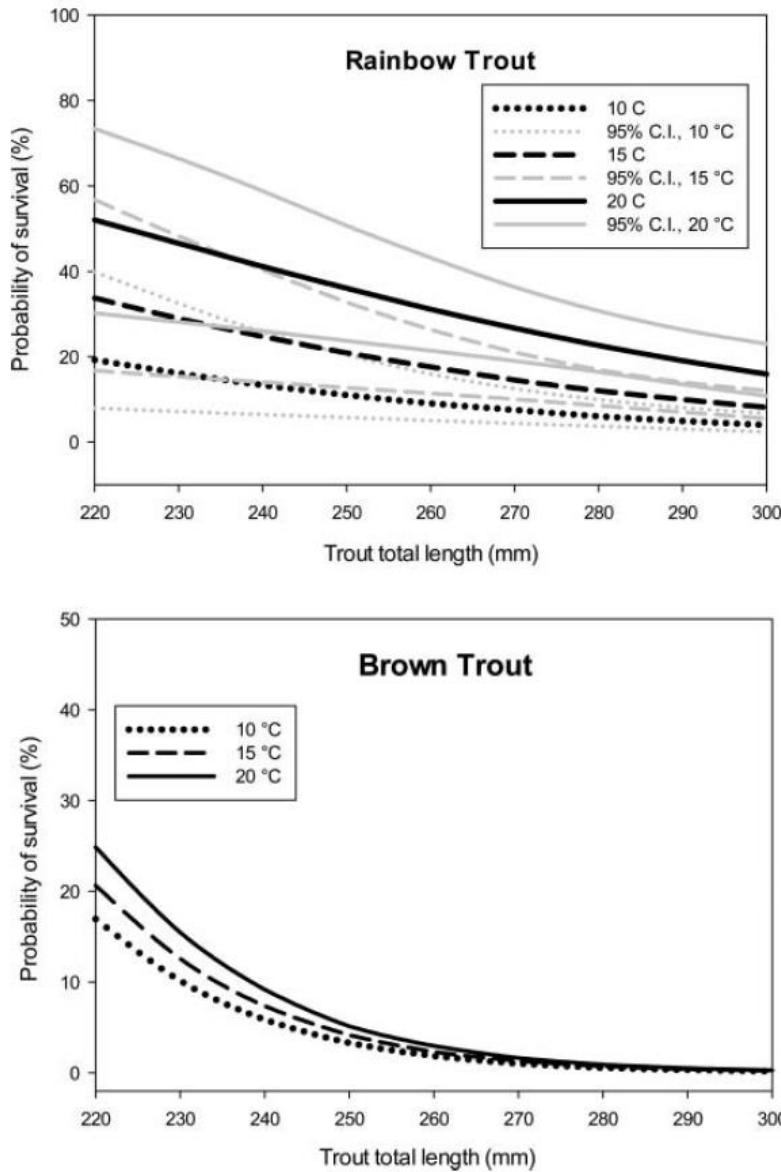 Rainbow Trout
100
80
60
40
20
0
Probability of survival (%)
10 C
95% C.I., 10 °C
15 C
95% C.I., 15 °C
20 C
95% C.I., 20 °C
220 230 240 250 260 270 280 290 300
Trout total length (mm)
Brown Trout
50
40
30
20
10
0
Probability of survival (%)
10 °C
15 °C
20 °C
220 230 240 250 260 270 280 290 300
Trout total length (mm)